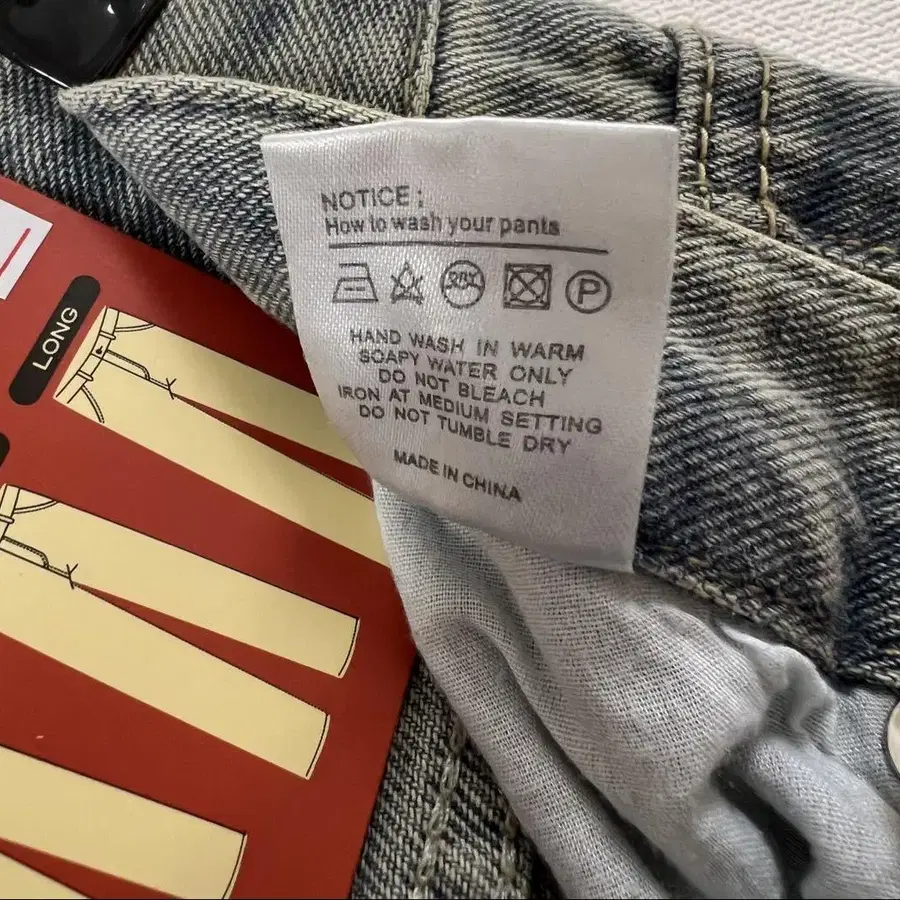 LONG
NOTICE ;
How to wash your pants
DRY
P
HAND WASH IN WARM
SOAPY WATER ONLY
DO NOT BLEACH
IRON AT MEDIUM SETTING
DO NOT TUMBLE DRY
MADE IN CHINA